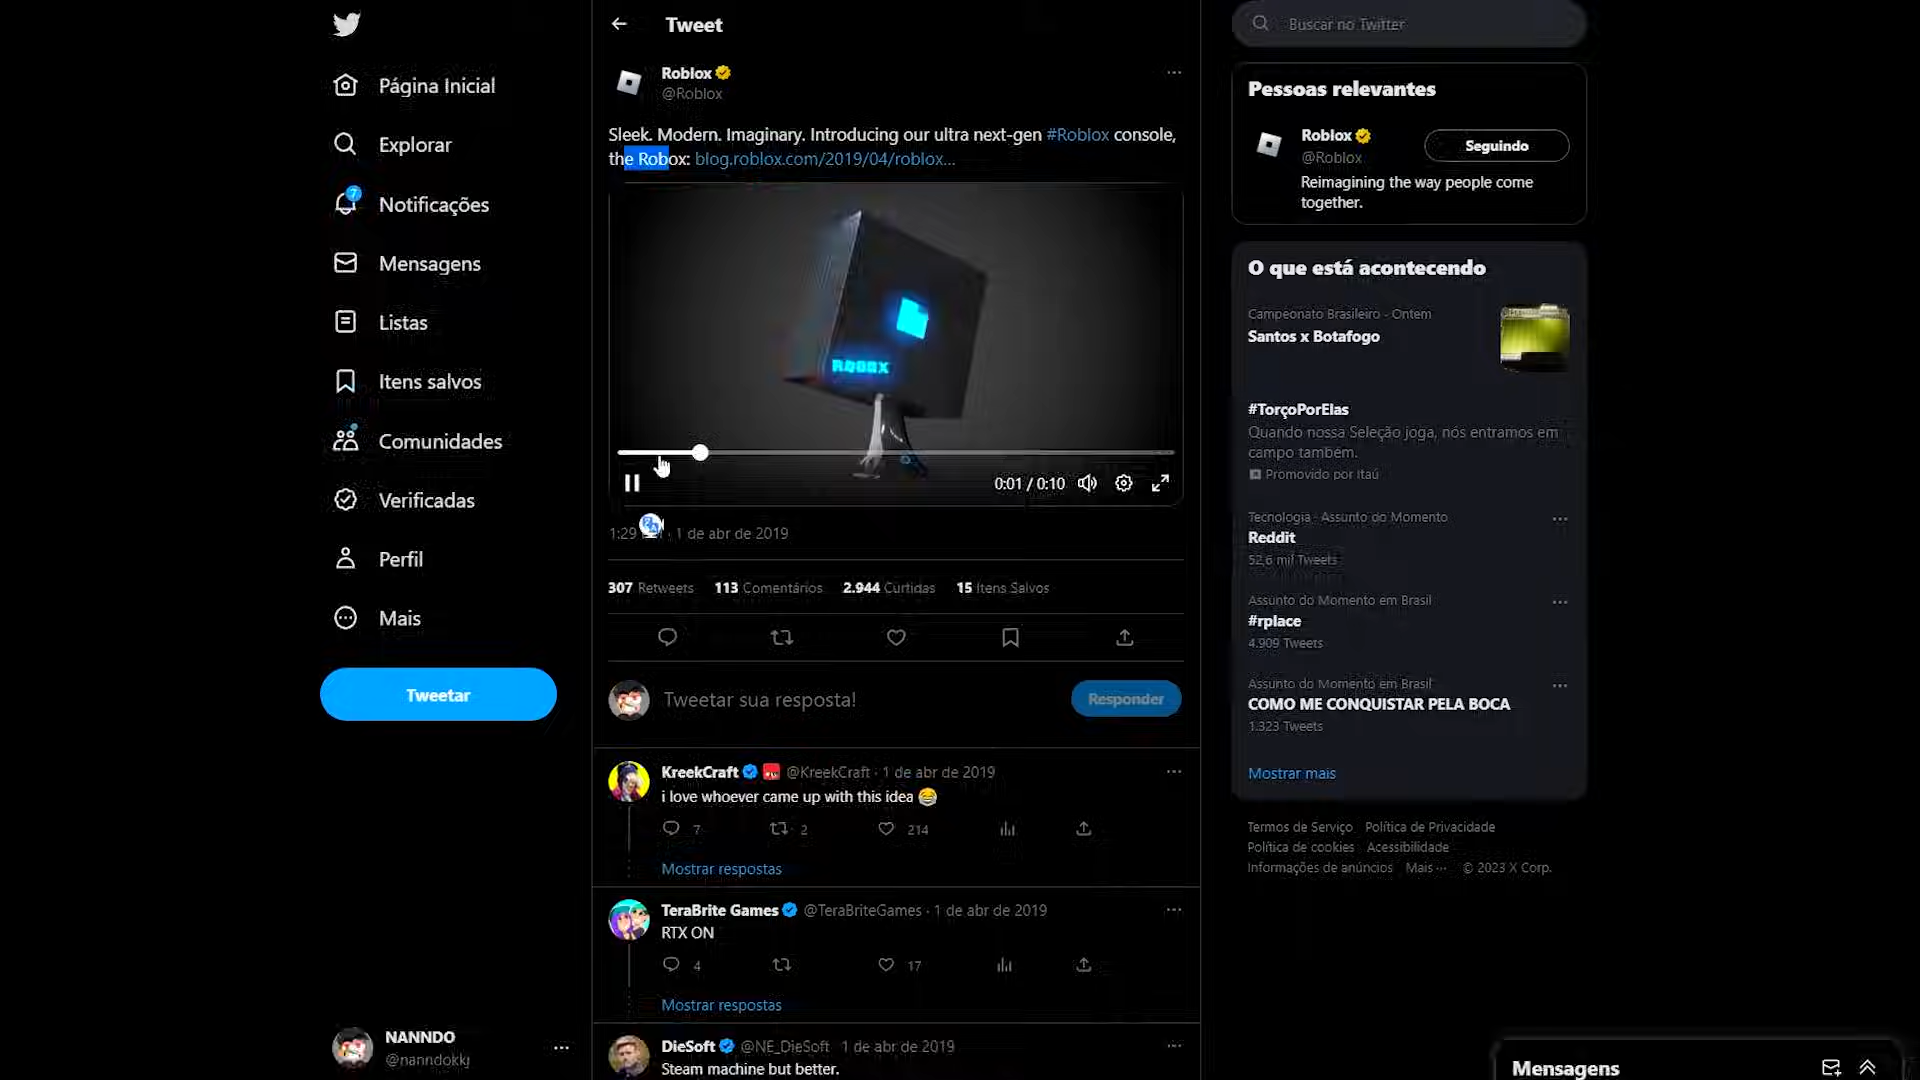 Página Inicial
Explorar
7
Notificações
Mensagens
Listas
Itens salvos
Comunidades
Verificadas
Perfil
Mais
Tweetar
NANNDO
@nanndokkj
Tweet
Roblox
@Roblox
Sleek. Modern. Imaginary. Introducing our ultra next-gen #Roblox console,
the Robox: blog.roblox.com/2019/04/roblox...
ROBOX
0:01 / 0:10
1:29 · 1 de abr de 2019
307 Retweets 113 Comentários 2.944 Curtidas 15 Itens Salvos
Tweetar sua resposta!
Responder
KreekCraft @KreekCraft · 1 de abr de 2019
i love whoever came up with this idea 😂
7 2 214
Mostrar respostas
TeraBrite Games @TeraBriteGames · 1 de abr de 2019
RTX ON
4 17
Mostrar respostas
DieSoft @NE_DieSoft 1 de abr de 2019
Steam machine but better.
Buscar no Twitter
Pessoas relevantes
Roblox
@Roblox
Seguindo
Reimagining the way people come
together.
O que está acontecendo
Campeonato Brasileiro · Ontem
Santos x Botafogo
#TorçoPorElas
Quando nossa Seleção joga, nós entramos em
campo também.
Promovido por Itaú
Tecnologia · Assunto do Momento
Reddit
52,6 mil Tweets
Assunto do Momento em Brasil
#rplace
4.909 Tweets
Assunto do Momento em Brasil
COMO ME CONQUISTAR PELA BOCA
1.323 Tweets
Mostrar mais
Termos de Serviço Política de Privacidade
Política de cookies Acessibilidade
Informações de anúncios Mais ··· © 2023 X Corp.
Mensagens